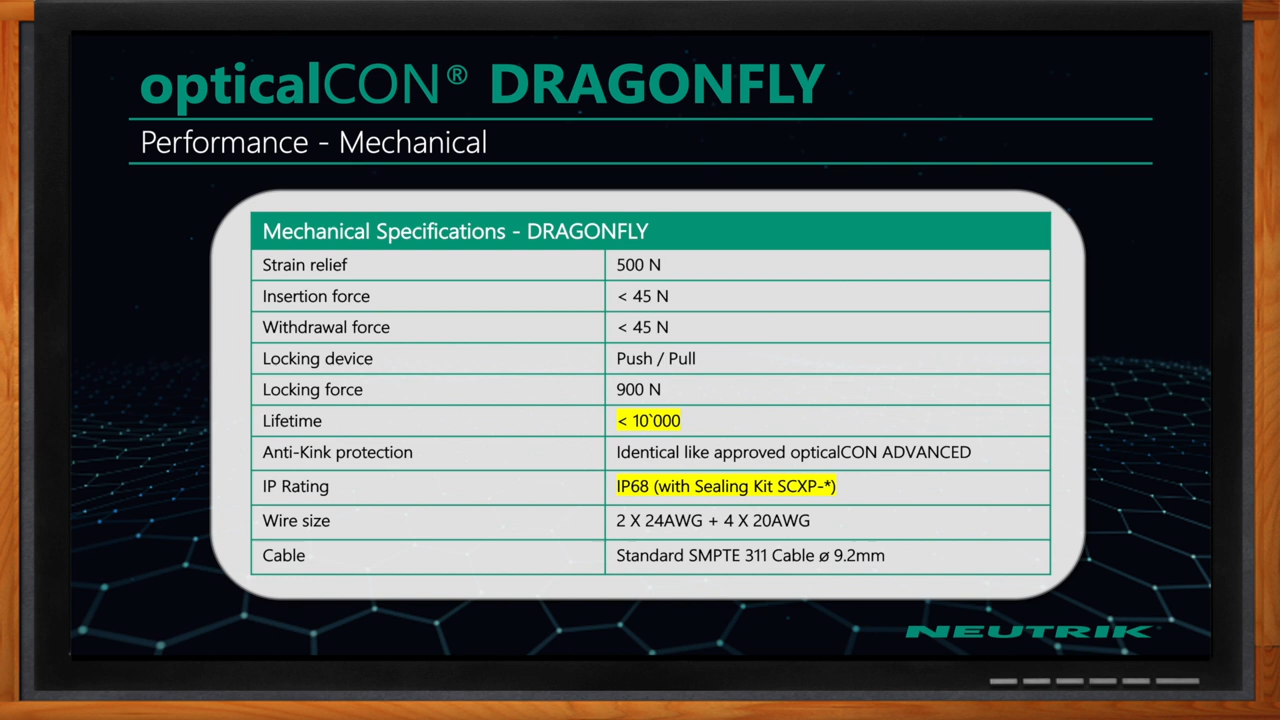 opticalCON® DRAGONFLY
Performance - Mechanical
Mechanical Specifications - DRAGONFLY
Strain relief 500 N
Insertion force < 45 N
Withdrawal force < 45 N
Locking device Push / Pull
Locking force 900 N
Lifetime < 10`000
Anti-Kink protection Identical like approved opticalCON ADVANCED
IP Rating IP68 (with Sealing Kit SCXP-*)
Wire size 2 X 24AWG + 4 X 20AWG
Cable Standard SMPTE 311 Cable ø 9.2mm
NEUTRIK